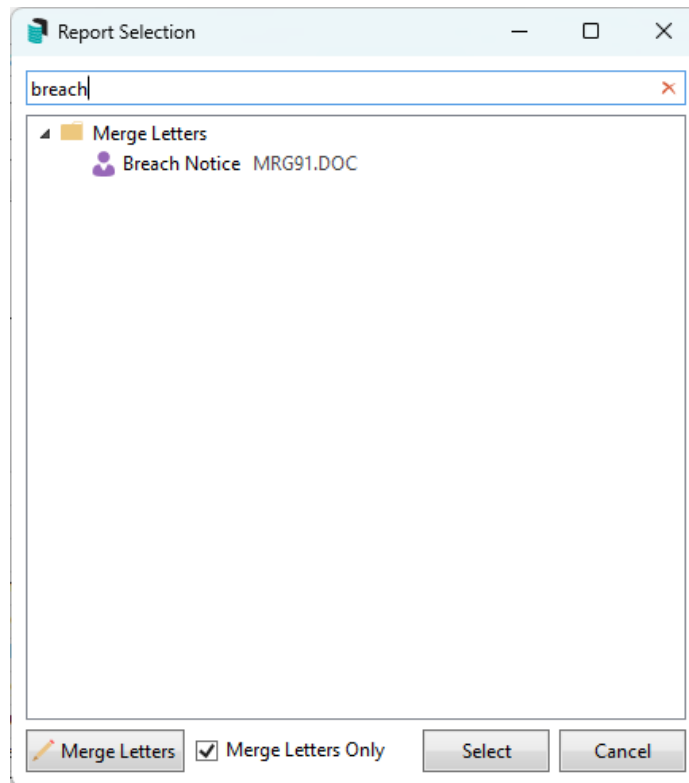 Report Selection
breach
Merge Letters
Breach Notice MRG91.DOC
Merge Letters Merge Letters Only Select Cancel